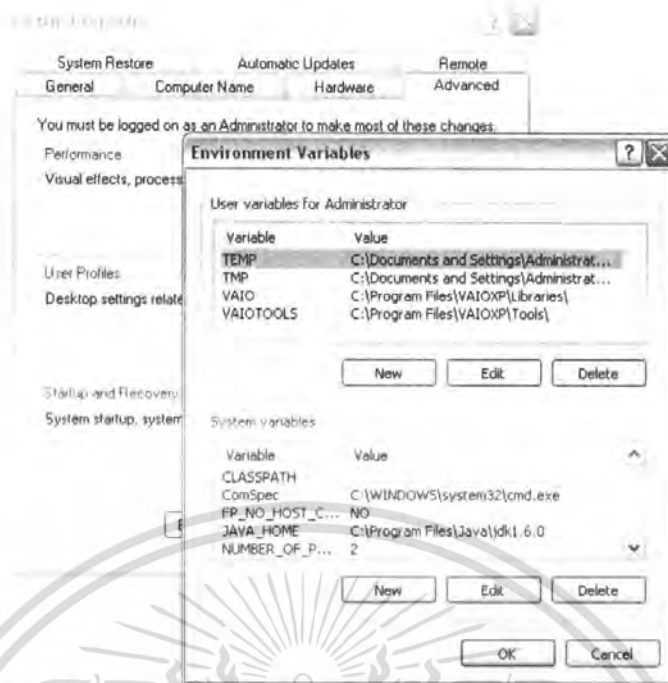 ? 
System Restore Automatic Updates Remote
General Computer Name Hardware Advanced
You must be logged on as an Administrator to make most of these changes.
Performance
Visual effects, process
User Profiles
Desktop settings relate
Startup and Recovery
System startup, system
Environment Variables ?
User variables for Administrator
Variable Value
TEMP C:\Documents and Settings\Administrat...
TMP C:\Documents and Settings\Administrat...
VAIO C:\Program Files\VAIOXP\Libraries\
VAIOTOOLS C:\Program Files\VAIOXP\Tools\
New Edit Delete
System variables
Variable Value
CLASSPATH
ComSpec C:\WINDOWS\system32\cmd.exe
FP_NO_HOST_C... NO
JAVA_HOME C:\Program Files\Java\jdk1.6.0
NUMBER_OF_P... 2
New Edit Delete
OK Cancel